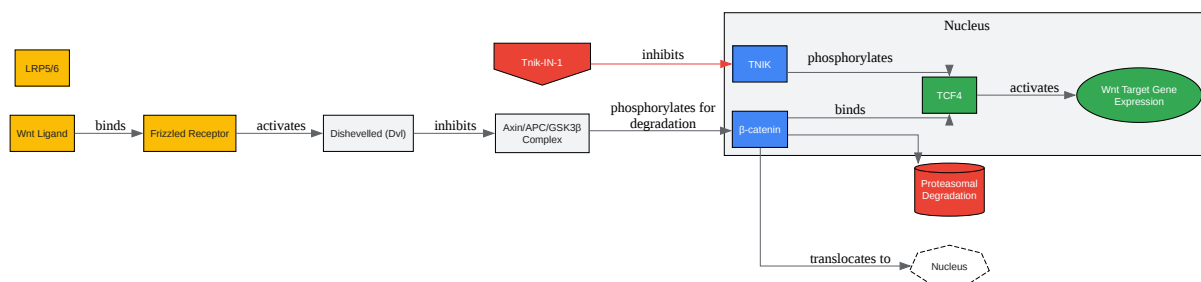 Nucleus
LRP5/6
Tnik-IN-1
inhibits
TNIK
phosphorylates
TCF4
activates
Wnt Target Gene
Expression
Wnt Ligand
binds
Frizzled Receptor
activates
Dishevelled (Dvl)
inhibits
Axin/APC/GSK3β
Complex
phosphorylates for
degradation
β-catenin
binds
Proteasomal
Degradation
translocates to
Nucleus